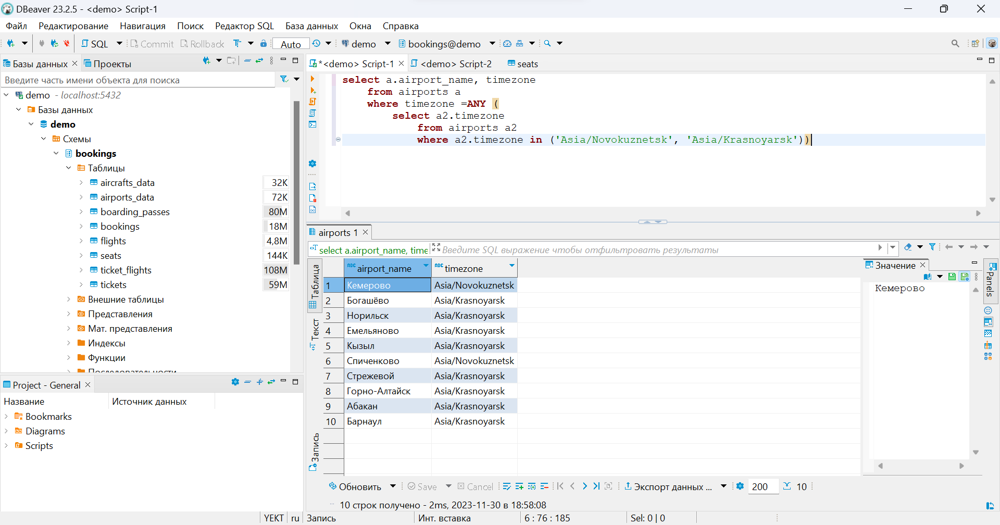 DBeaver 23.2.5 - <demo> Script-1
Файл Редактирование Навигация Поиск Редактор SQL База данных Окна Справка
SQL Commit Rollback Auto demo bookings@demo
Базы данных Проекты
Введите часть имени объекта для поиска
demo - localhost:5432
Базы данных
demo
Схемы
bookings
Таблицы
aircrafts_data 32K
airports_data 72K
boarding_passes 80M
bookings 18M
flights 4,8M
seats 144K
ticket_flights 108M
tickets 59M
Внешние таблицы
Представления
Мат. представления
Индексы
Функции
Последовательности
Project - General
Название Источник данных
Bookmarks
Diagrams
Scripts
*<demo> Script-1 <demo> Script-2 seats
select a.airport_name, timezone
from airports a
where timezone =ANY (
select a2.timezone
from airports a2
where a2.timezone in ('Asia/Novokuznetsk', 'Asia/Krasnoyarsk'))
airports 1
select a.airport_name, time Введите SQL выражение чтобы отфильтровать результаты
Таблица
Текст
Запись
airport_name timezone
1 Кемерово Asia/Novokuznetsk
2 Богашёво Asia/Krasnoyarsk
3 Норильск Asia/Krasnoyarsk
4 Емельяново Asia/Krasnoyarsk
5 Кызыл Asia/Krasnoyarsk
6 Спиченково Asia/Novokuznetsk
7 Стрежевой Asia/Krasnoyarsk
8 Горно-Алтайск Asia/Krasnoyarsk
9 Абакан Asia/Krasnoyarsk
10 Барнаул Asia/Krasnoyarsk
Значение
Кемерово
Panels
Обновить Save Cancel Экспорт данных ... 200 10
10 строк получено - 2ms, 2023-11-30 в 18:58:08
YEKT ru Запись Инт. вставка 6 : 76 : 185 Sel: 0 | 0